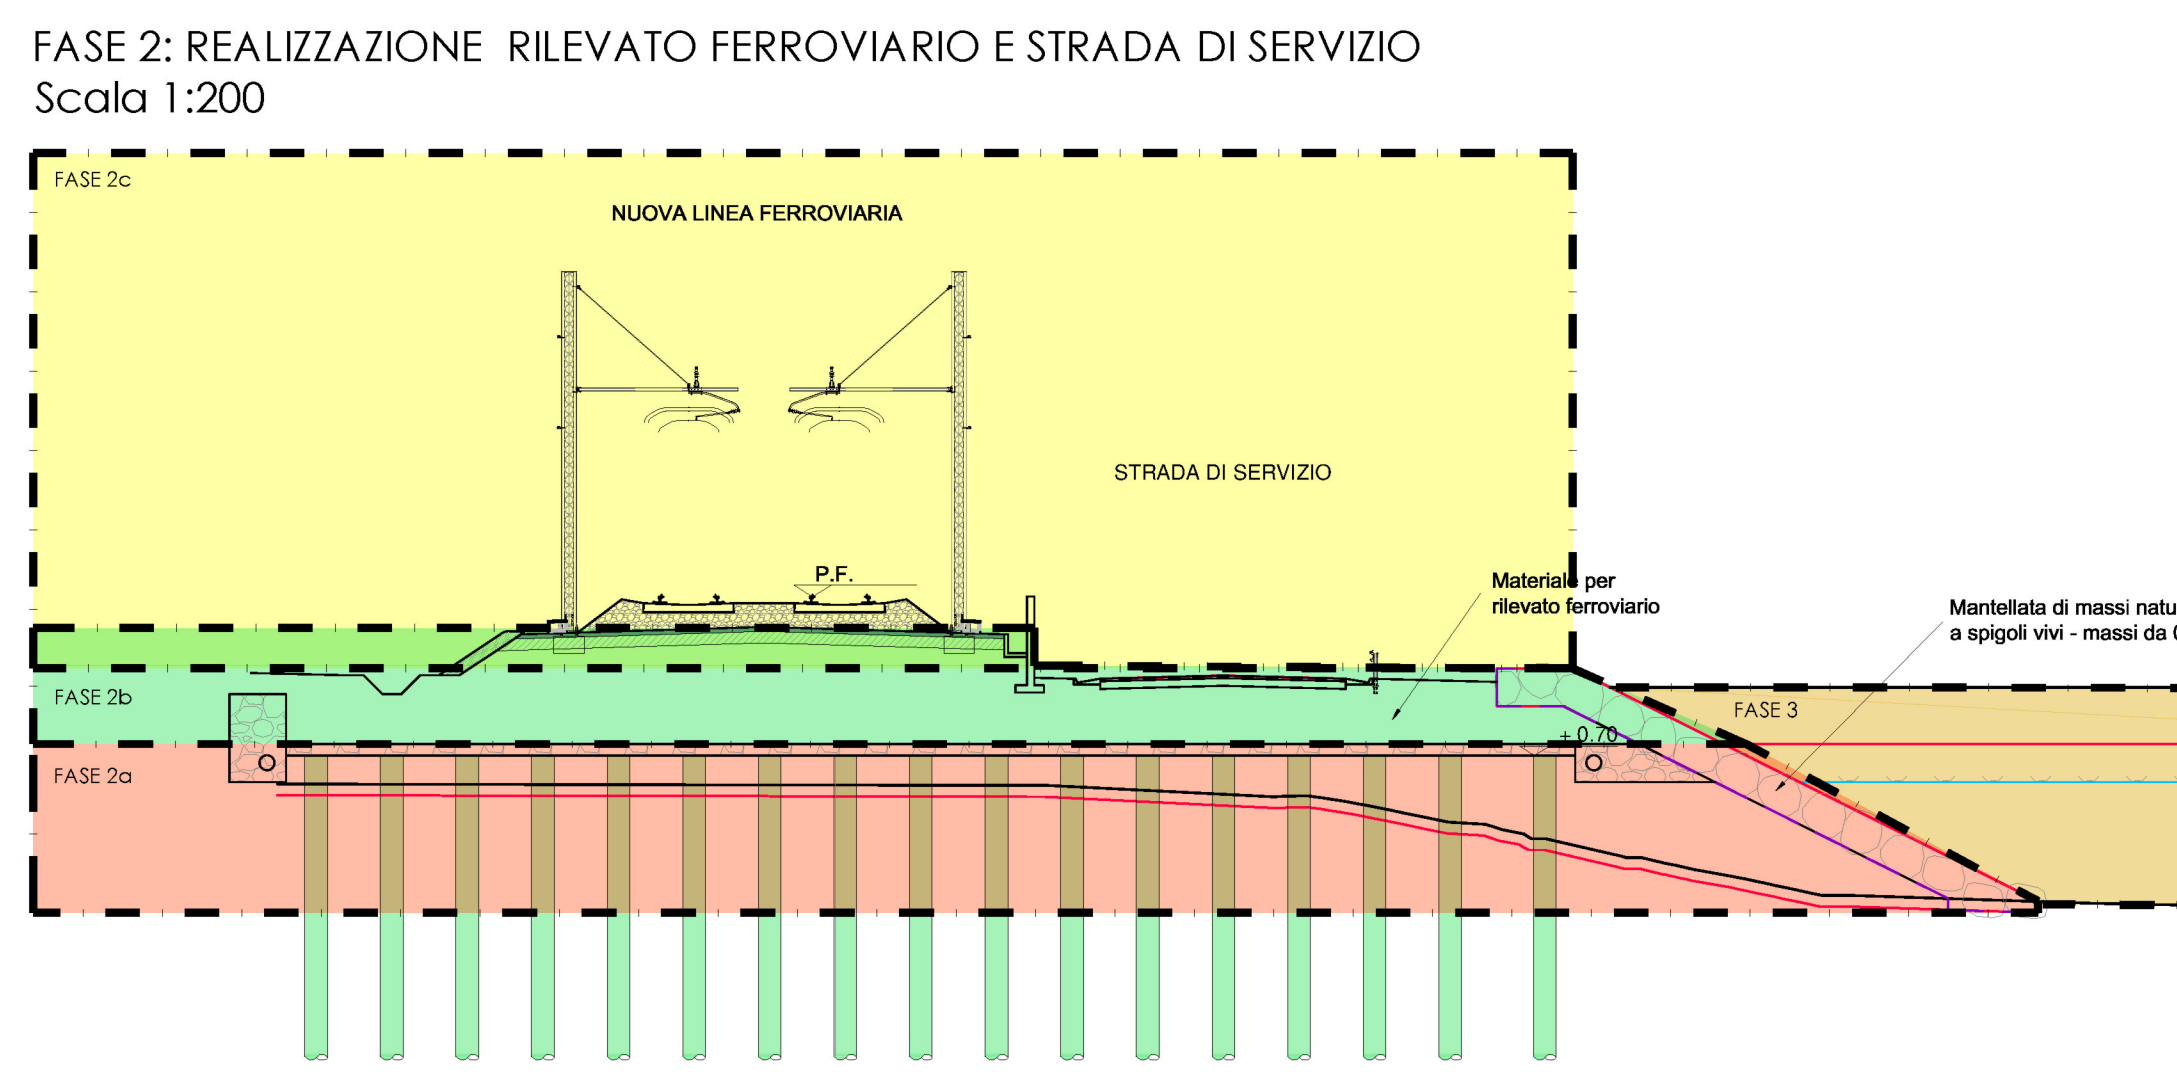 FASE 2: REALIZZAZIONE RILEVATO FERROVIARIO E STRADA DI SERVIZIO
Scala 1:200
FASE 2c
NUOVA LINEA FERROVIARIA
STRADA DI SERVIZIO
P.F.
Materiale per
rilevato ferroviario
Mantellata di massi natu
a spigoli vivi - massi da
FASE 2b
FASE 3
+ 0.70
FASE 2a